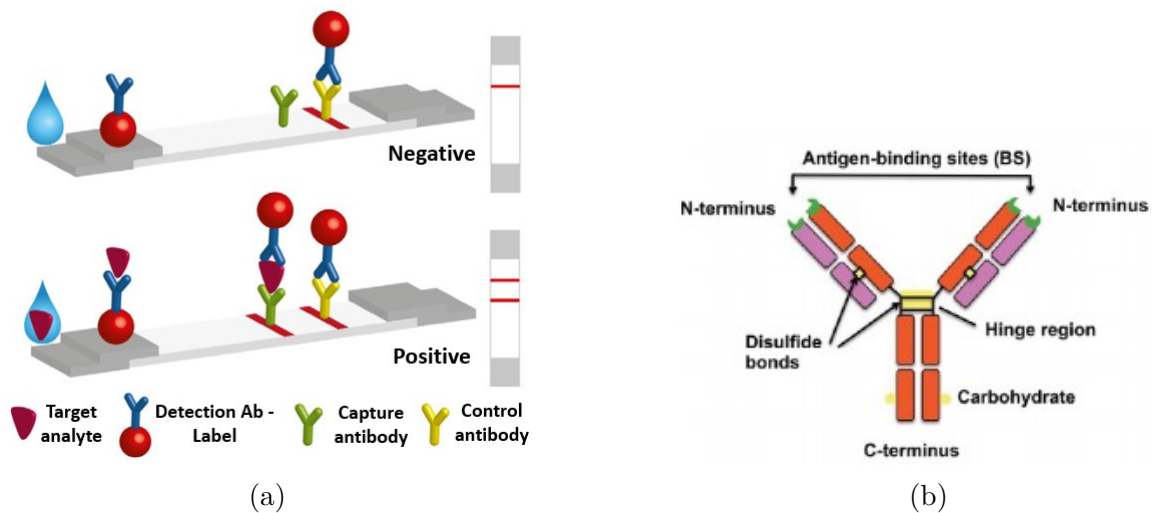 Negative
Positive
Target
analyte
Detection Ab -
Label
Capture
antibody
Control
antibody
(a)
Antigen-binding sites (BS)
N-terminus
N-terminus
Disulfide
bonds
Hinge region
Carbohydrate
C-terminus
(b)